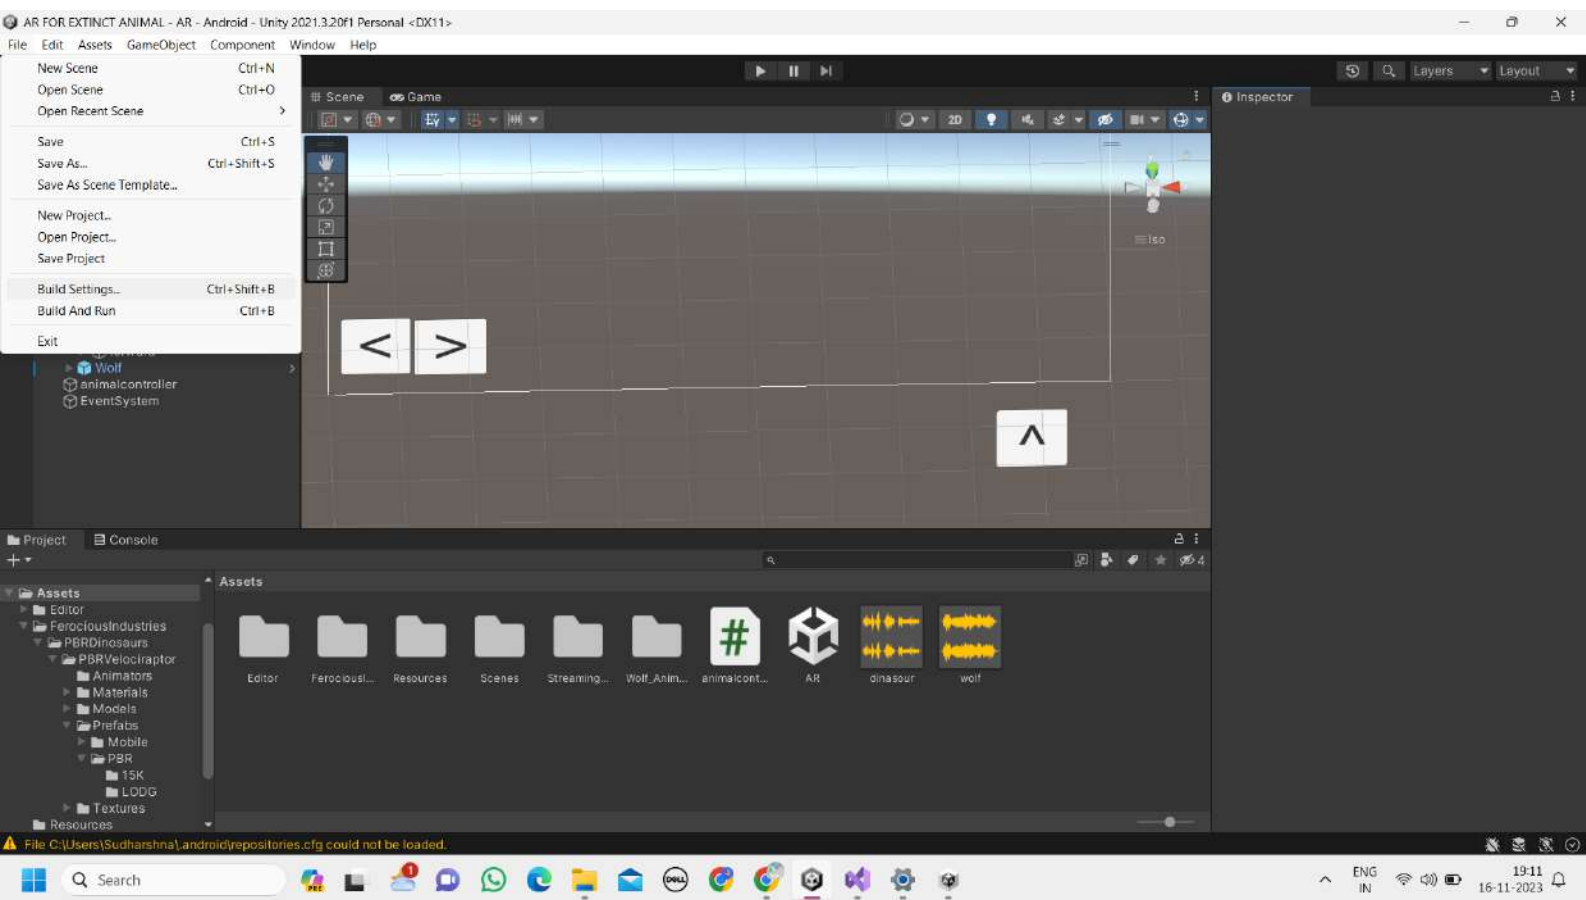 AR FOR EXTINCT ANIMAL - AR - Android - Unity 2021.3.20f1 Personal <DX11>
File Edit Assets GameObject Component Window Help
New Scene Ctrl+N
Open Scene Ctrl+O
Open Recent Scene >
Save Ctrl+S
Save As... Ctrl+Shift+S
Save As Scene Template...
New Project...
Open Project...
Save Project
Build Settings... Ctrl+Shift+B
Build And Run Ctrl+B
Exit
Layers Layout
Scene Game
Inspector
2D
Iso
< >
^
Wolf
animalcontroller
EventSystem
Project Console
4
Assets
Editor
FerociousIndustries
PBRDinosaurs
PBRVelociraptor
Animators
Materials
Models
Prefabs
Mobile
PBR
15K
LODG
Textures
Resources
Assets
#
Editor FerociousI... Resources Scenes Streaming... Wolf_Anim... animalcont... AR dinasour wolf
File C:\Users\Sudharshna\.android\repositories.cfg could not be loaded.
Search
PRE
1
DELL
ENG
IN
19:11
16-11-2023